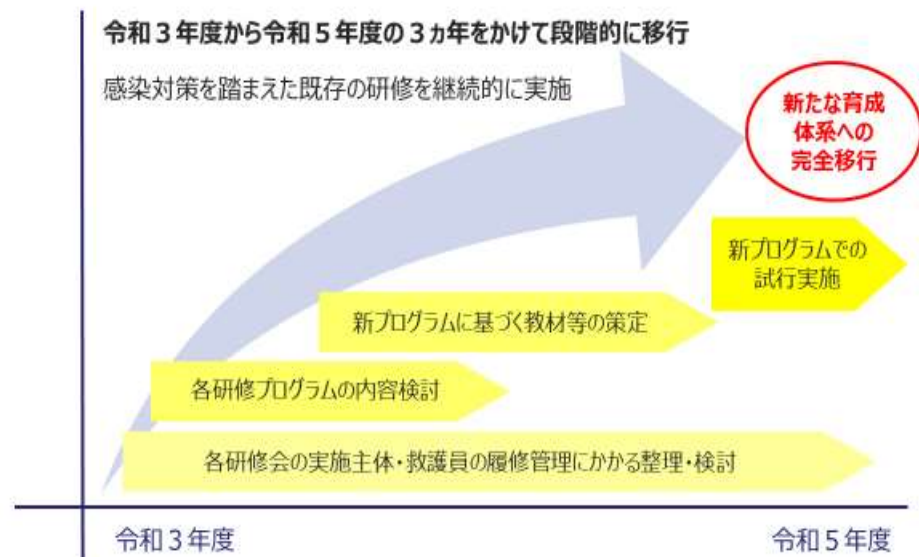 令和３年度から令和５年度の３ヵ年をかけて段階的に移行
感染対策を踏まえた既存の研修を継続的に実施
新たな育成
体系への
完全移行
新プログラムでの
試行実施
新プログラムに基づく教材等の策定
各研修プログラムの内容検討
各研修会の実施主体・救護員の履修管理にかかる整理・検討
令和３年度
令和５年度